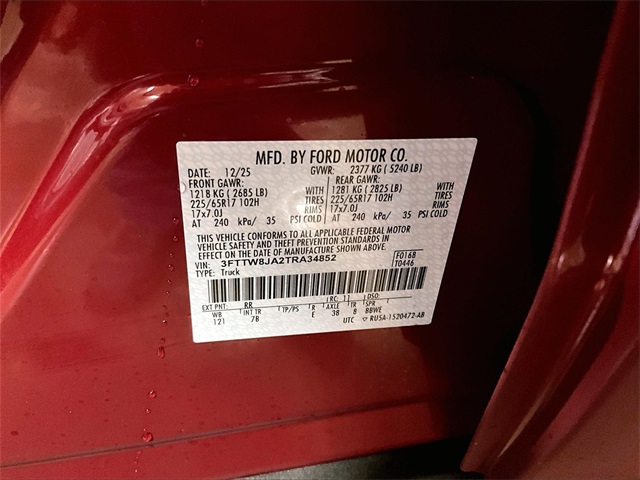 MFD. BY FORD MOTOR CO.
DATE: 12/25 GVWR: 2377 KG ( 5240 LB)
FRONT GAWR: REAR GAWR:
1218 KG ( 2685 LB) WITH 1281 KG ( 2825 LB) WITH
225/65R17 102H TIRES 225/65R17 102H TIRES
17x7.0J RIMS 17x7.0J RIMS
AT 240 kPa/ 35 PSI COLD AT 240 kPa/ 35 PSI COLD
THIS VEHICLE CONFORMS TO ALL APPLICABLE FEDERAL MOTOR
VEHICLE SAFETY AND THEFT PREVENTION STANDARDS IN
EFFECT ON THE DATE OF MANUFACTURE SHOWN ABOVE.
VIN: 3FTTW8JA2TRA34852 F0168
TYPE: Truck T0446
EXT PNT: RR RC: DSO:
WB INT TR TP/PS R AXLE TR SPR
121 7B E 38 8 BBWE
UTC RU5A-1520472-AB